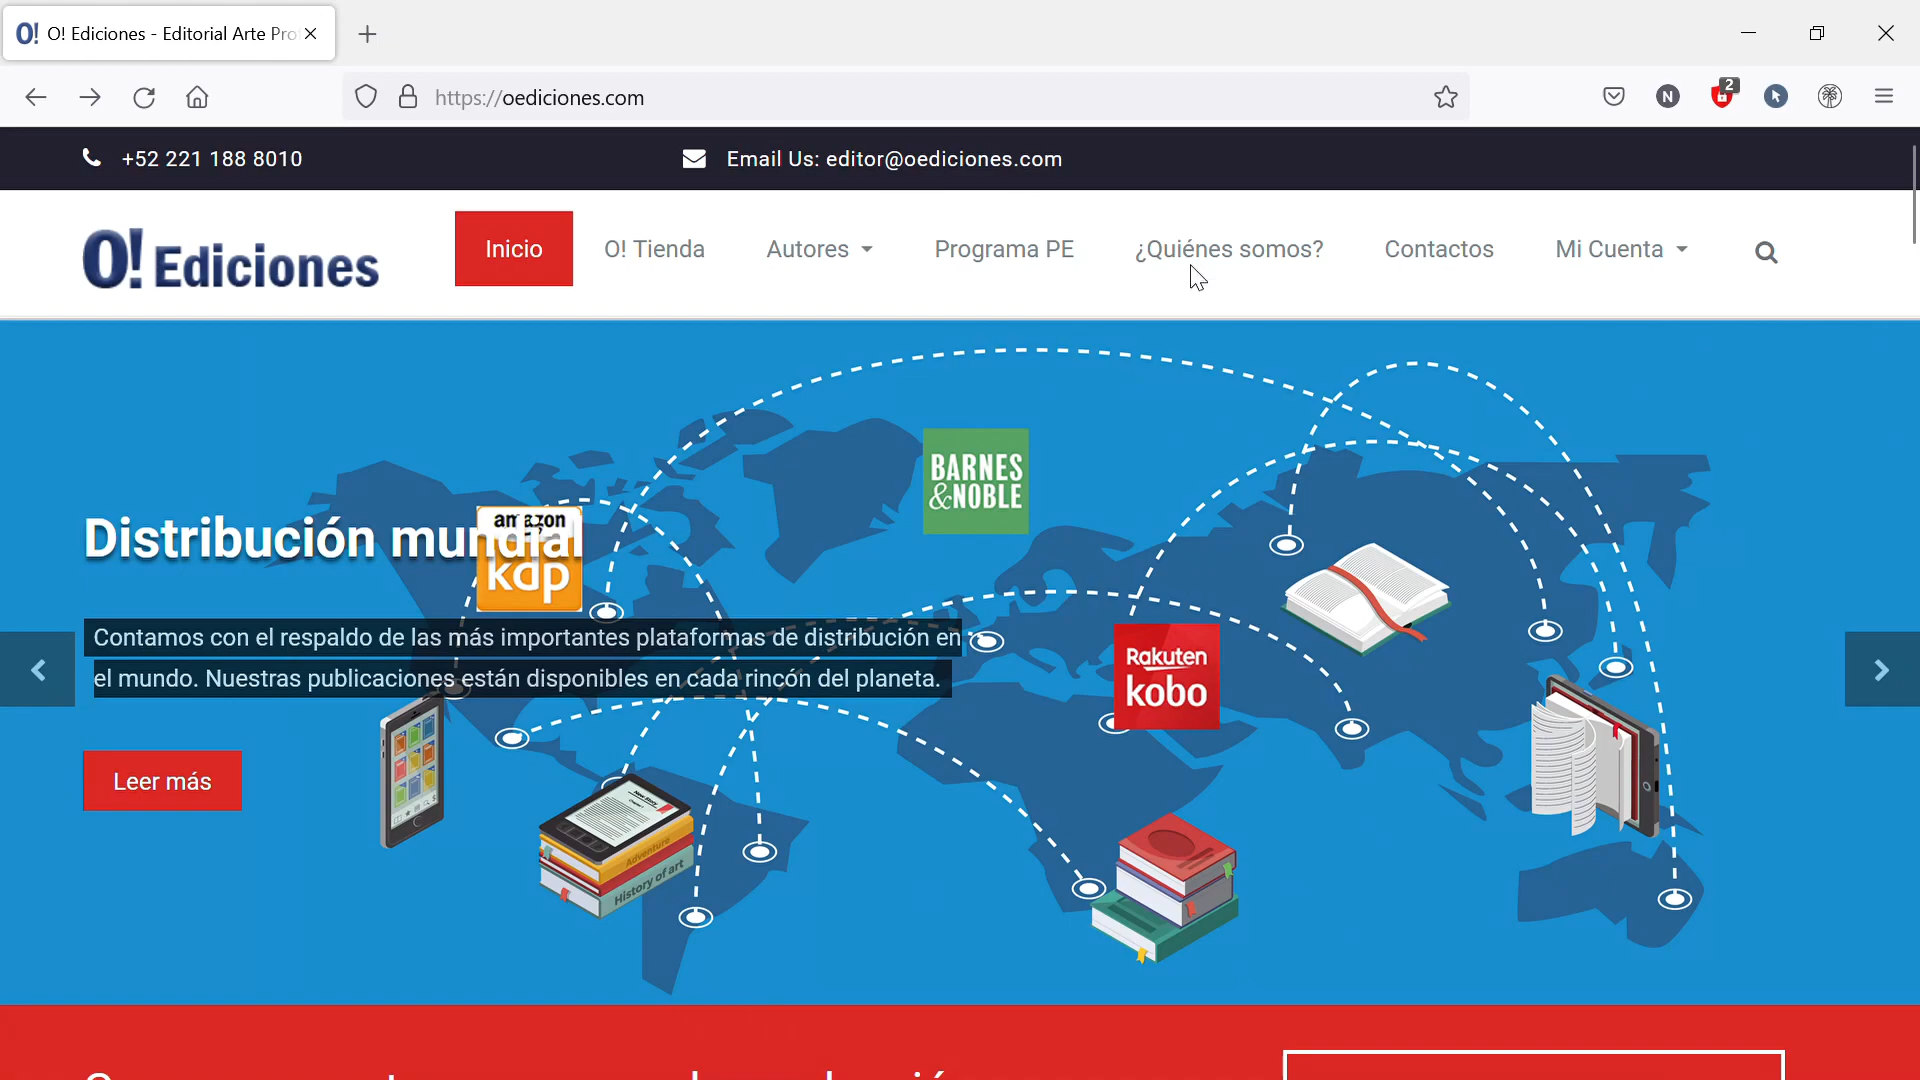 O! O! Ediciones - Editorial Arte Pro
https://oediciones.com
N
2
+52 221 188 8010
Email Us: editor@oediciones.com
O! Ediciones
Inicio
O! Tienda
Autores
Programa PE
¿Quiénes somos?
Contactos
Mi Cuenta
BARNES
&NOBLE
amazon
kdp
Distribución mundial
Contamos con el respaldo de las más importantes plataformas de distribución en
el mundo. Nuestras publicaciones están disponibles en cada rincón del planeta.
Rakuten
kobo
Leer más
New Story
Adventure
History of art